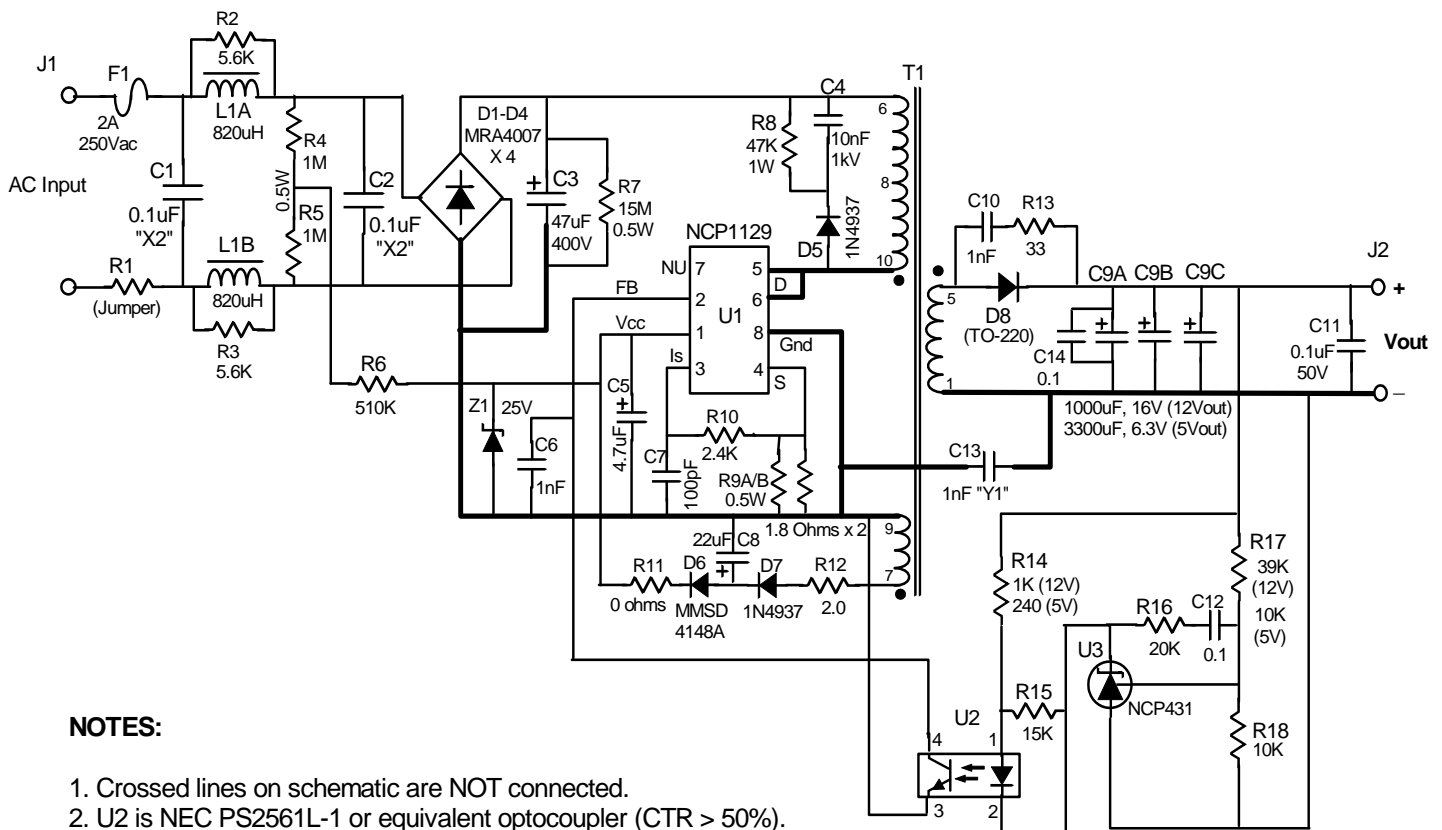 R2
5.6K
J1
F1
2A
250Vac
L1A
820uH
R4
1M
0.5W
R5
1M
C1
0.1uF
"X2"
AC Input
C2
0.1uF
"X2"
L1B
820uH
R1
(Jumper)
R3
5.6K
D1-D4
MRA4007
X 4
C3
47uF
400V
R7
15M
0.5W
R8
47K
1W
C4
10nF
1kV
D5
1N4937
T1
6
8
10
NCP1129
U1
NU 7
FB
2
Vcc
1
Is
3
5
D
6
8
Gnd
4
S
R6
510K
Z1
25V
C6
1nF
C5
4.7uF
C7
100pF
R10
2.4K
R9A/B
0.5W
1.8 Ohms x 2
9
7
22uF
C8
R11
0 ohms
D6
MMSD
4148A
D7
1N4937
R12
2.0
C10
1nF
R13
33
5
1
D8
(TO-220)
C9A
C9B
C9C
C14
0.1
1000uF, 16V (12Vout)
3300uF, 6.3V (5Vout)
J2
+
Vout
_
C11
0.1uF
50V
C13
1nF "Y1"
R14
1K (12V)
240 (5V)
R17
39K
(12V)
10K
(5V)
R16
20K
C12
0.1
U3
NCP431
R15
15K
R18
10K
U2
4
1
3
2
NOTES:
1. Crossed lines on schematic are NOT connected.
2. U2 is NEC PS2561L-1 or equivalent optocoupler (CTR > 50%).